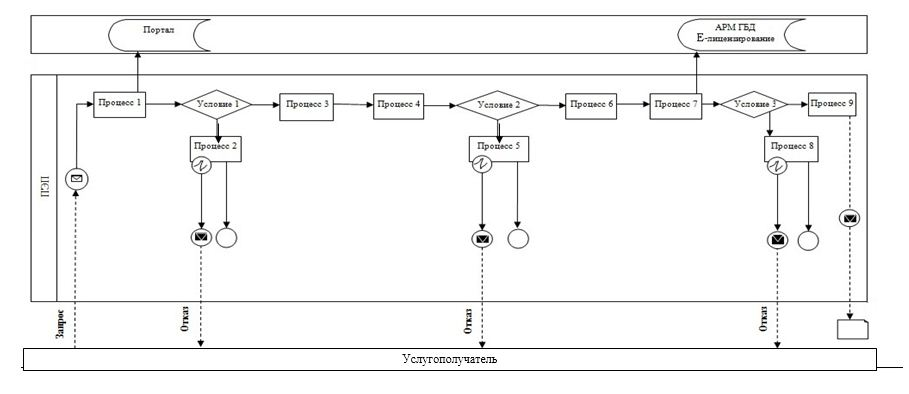 Портал
АРМ ГБД
Е-лицензирование
Процесс 1
Условие 1
Процесс 3
Процесс 4
Условие 2
Процесс 6
Процесс 7
Условие 3
Процесс 9
Процесс 2
Процесс 5
Процесс 8
Запрос
Отказ
Отказ
Отказ
Услугополучатель